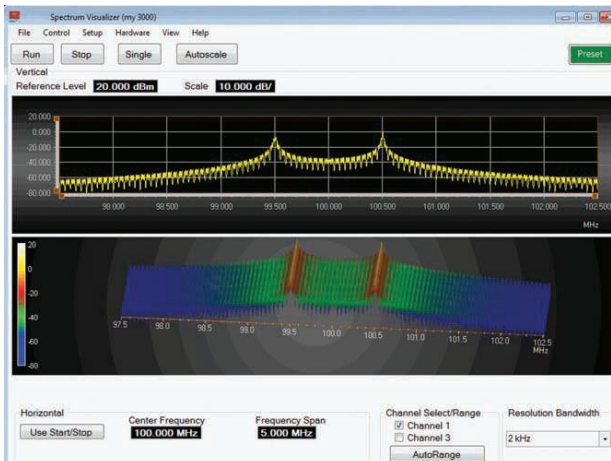 Spectrum Visualizer (my 3000)
File Control Setup Hardware View Help
Run Stop Single Autoscale Preset
Vertical
Reference Level 20.000 dBm Scale 10.000 dB/
20.000
0.000
-20.000
-40.000
-60.000
-80.000
98.000 98.500 99.000 99.500 100.000 100.500 101.000 101.500 102.000 102.500
MHz
20
0
-20
-40
-60
-80
97.5 98.0 98.5 99.0 99.5 100.0 100.5 101.0 101.5 102.0 102.5
MHz
Horizontal
Use Start/Stop
Center Frequency
100.000 MHz
Frequency Span
5.000 MHz
Channel Select/Range
Channel 1
Channel 3
AutoRange
Resolution Bandwidth
2 kHz